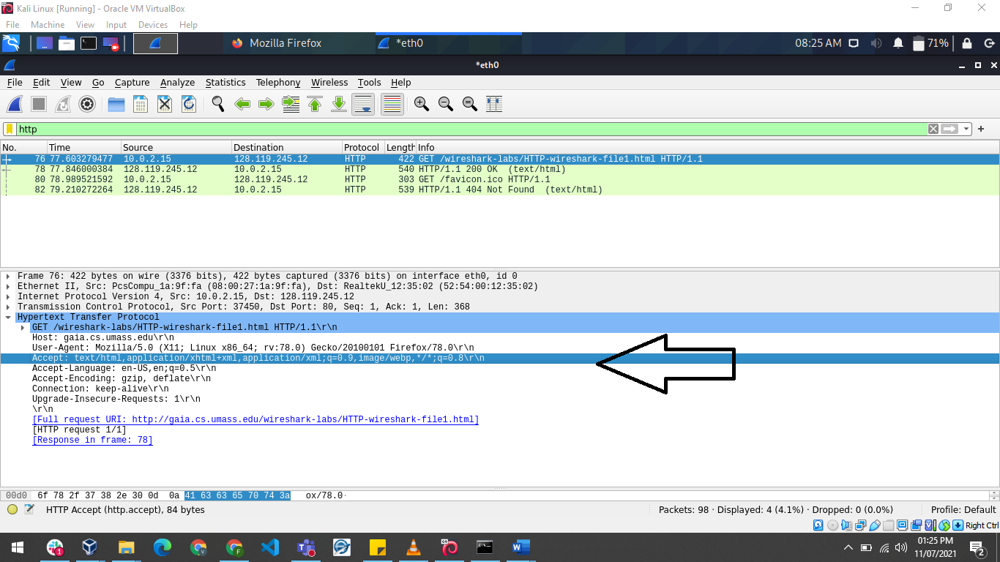 Kali Linux [Running] - Oracle VM VirtualBox
File Machine View Input Devices Help
Mozilla Firefox *eth0 08:25 AM 71%
*eth0
File Edit View Go Capture Analyze Statistics Telephony Wireless Tools Help
http
No. Time Source Destination Protocol Length Info
76 77.603279477 10.0.2.15 128.119.245.12 HTTP 422 GET /wireshark-labs/HTTP-wireshark-file1.html HTTP/1.1
78 77.846000384 128.119.245.12 10.0.2.15 HTTP 540 HTTP/1.1 200 OK (text/html)
80 78.989521592 10.0.2.15 128.119.245.12 HTTP 303 GET /favicon.ico HTTP/1.1
82 79.210272264 128.119.245.12 10.0.2.15 HTTP 539 HTTP/1.1 404 Not Found (text/html)
Frame 76: 422 bytes on wire (3376 bits), 422 bytes captured (3376 bits) on interface eth0, id 0
Ethernet II, Src: PcsCompu_1a:9f:fa (08:00:27:1a:9f:fa), Dst: RealtekU_12:35:02 (52:54:00:12:35:02)
Internet Protocol Version 4, Src: 10.0.2.15, Dst: 128.119.245.12
Transmission Control Protocol, Src Port: 37450, Dst Port: 80, Seq: 1, Ack: 1, Len: 368
Hypertext Transfer Protocol
GET /wireshark-labs/HTTP-wireshark-file1.html HTTP/1.1\r\n
Host: gaia.cs.umass.edu\r\n
User-Agent: Mozilla/5.0 (X11; Linux x86_64; rv:78.0) Gecko/20100101 Firefox/78.0\r\n
Accept: text/html,application/xhtml+xml,application/xml;q=0.9,image/webp,*/*;q=0.8\r\n
Accept-Language: en-US,en;q=0.5\r\n
Accept-Encoding: gzip, deflate\r\n
Connection: keep-alive\r\n
Upgrade-Insecure-Requests: 1\r\n
\r\n
[Full request URI: http://gaia.cs.umass.edu/wireshark-labs/HTTP-wireshark-file1.html]
[HTTP request 1/1]
[Response in frame: 78]
00d0 6f 78 2f 37 38 2e 30 0d 0a 41 63 63 65 70 74 3a ox/78.0·
HTTP Accept (http.accept), 84 bytes Packets: 98 · Displayed: 4 (4.1%) · Dropped: 0 (0.0%) Profile: Default
Right Ctrl
01:25 PM
11/07/2021
2